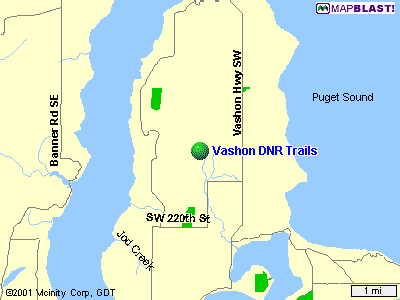 MAPBLAST!
Vashon Hwy SW
Puget Sound
Banner Rd SE
Vashon DNR Trails
SW 220th St
Jod Creek
©2001 Vicinity Corp, GDT
1 mi